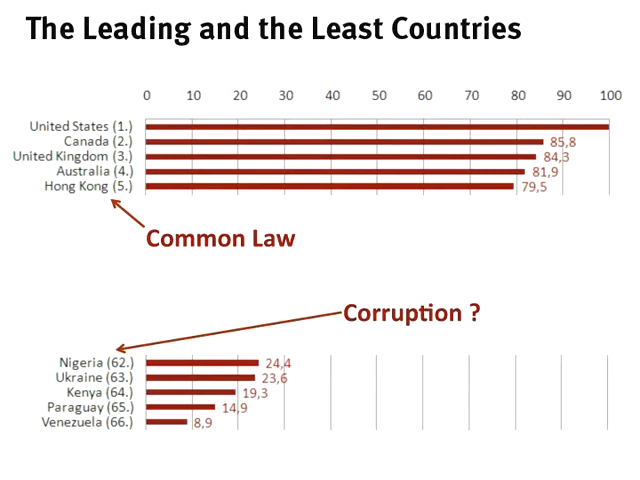 The Leading and the Least Countries
0 10 20 30 40 50 60 70 80 90 100
United States (1.)
Canada (2.) 85,8
United Kingdom (3.) 84,3
Australia (4.) 81,9
Hong Kong (5.) 79,5
Common Law
Corruption ?
Nigeria (62.) 24,4
Ukraine (63.) 23,6
Kenya (64.) 19,3
Paraguay (65.) 14,9
Venezuela (66.) 8,9